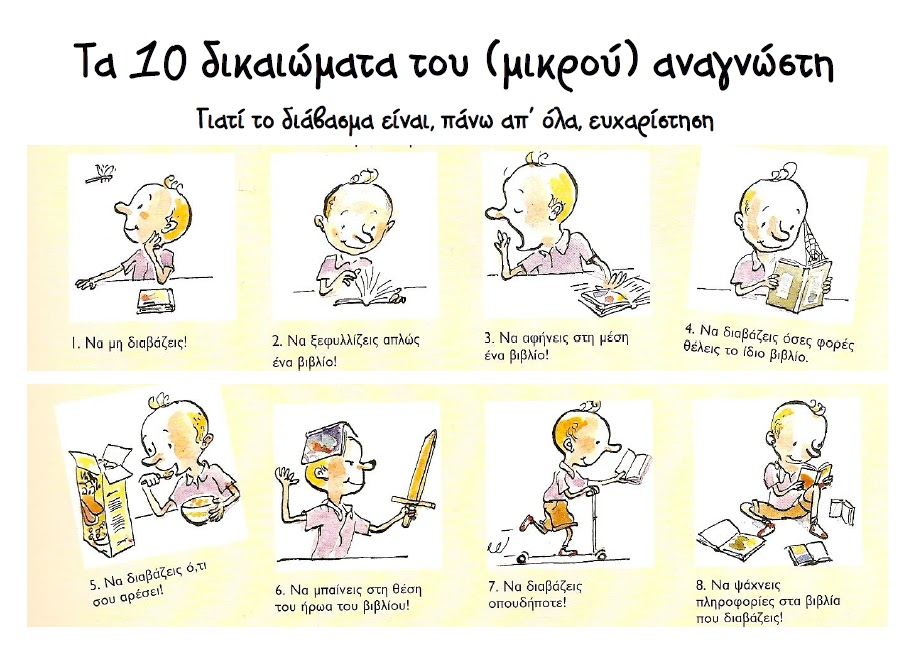 Τα 10 δικαιώματα του (μικρού) αναγνώστη
Γιατί το διάβασμα είναι, πάνω απ' όλα, ευχαρίστηση
1. Να μη διαβάζεις!
2. Να ξεφυλλίζεις απλώς
ένα βιβλίο!
3. Να αφήνεις στη μέση
ένα βιβλίο!
4. Να διαβάζεις όσες φορές
θέλεις το ίδιο βιβλίο.
5. Να διαβάζεις ό,τι
σου αρέσει!
6. Να μπαίνεις στη θέση
του ήρωα του βιβλίου!
7. Να διαβάζεις
οπουδήποτε!
8. Να ψάχνεις
πληροφορίες στα βιβλία
που διαβάζεις!